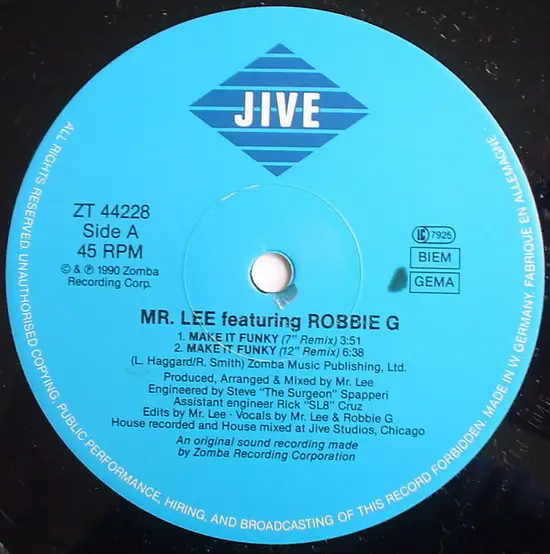 JIVE
ZT 44228
Side A
45 RPM
© & ℗ 1990 Zomba
Recording Corp.
LC 7925
BIEM
GEMA
MR. LEE featuring ROBBIE G
1. MAKE IT FUNKY (7" Remix) 3:51
2. MAKE IT FUNKY (12" Remix) 6:38
(L. Haggard/R. Smith) Zomba Music Publishing, Ltd.
Produced, Arranged & Mixed by Mr. Lee
Engineered by Steve "The Surgeon" Spapperi
Assistant engineer Rick "SL8" Cruz
Edits by Mr. Lee · Vocals by Mr. Lee & Robbie G
House recorded and House mixed at Jive Studios, Chicago
An original sound recording made
by Zomba Recording Corporation
ALL RIGHTS RESERVED. UNAUTHORISED COPYING, PUBLIC PERFORMANCE, HIRING, AND BROADCASTING OF THIS RECORD FORBIDDEN. MADE IN W GERMANY. FABRIQUE EN ALLEMAGNE